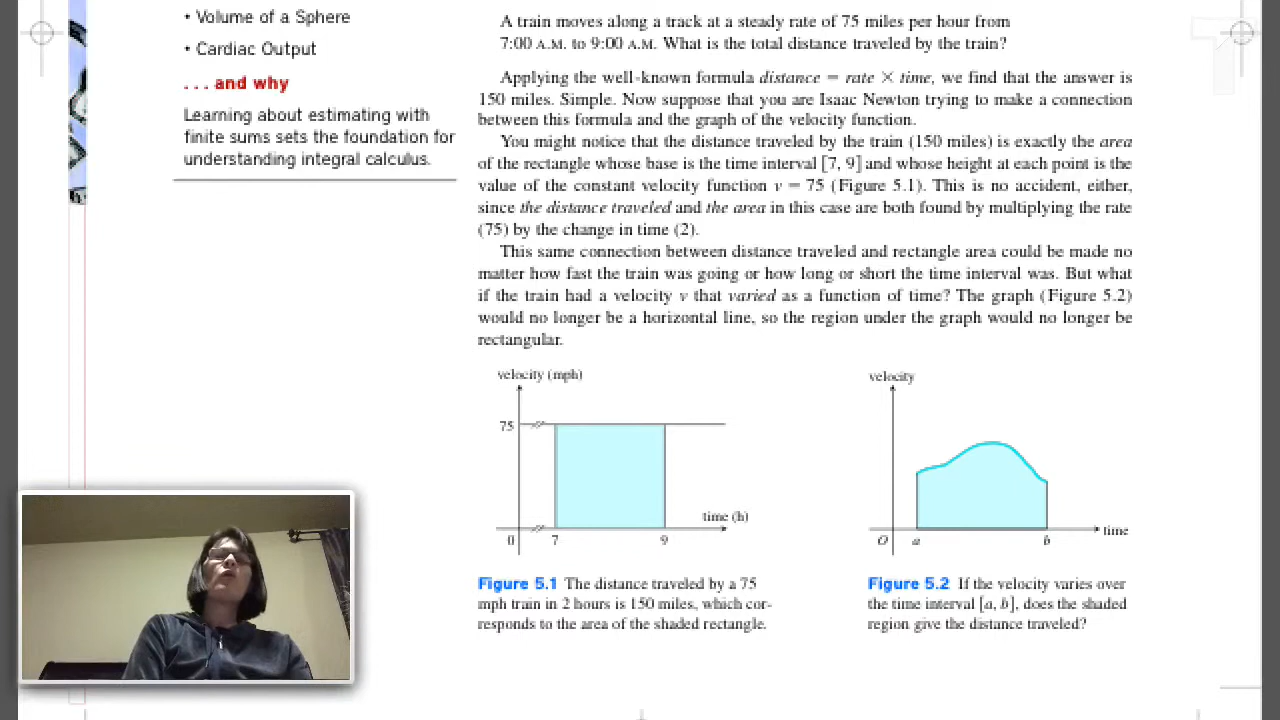 • Volume of a Sphere
• Cardiac Output
. . . and why
Learning about estimating with
finite sums sets the foundation for
understanding integral calculus.
A train moves along a track at a steady rate of 75 miles per hour from
7:00 A.M. to 9:00 A.M. What is the total distance traveled by the train?
Applying the well-known formula distance = rate × time, we find that the answer is
150 miles. Simple. Now suppose that you are Isaac Newton trying to make a connection
between this formula and the graph of the velocity function.
You might notice that the distance traveled by the train (150 miles) is exactly the area
of the rectangle whose base is the time interval [7, 9] and whose height at each point is the
value of the constant velocity function v = 75 (Figure 5.1). This is no accident, either,
since the distance traveled and the area in this case are both found by multiplying the rate
(75) by the change in time (2).
This same connection between distance traveled and rectangle area could be made no
matter how fast the train was going or how long or short the time interval was. But what
if the train had a velocity v that varied as a function of time? The graph (Figure 5.2)
would no longer be a horizontal line, so the region under the graph would no longer be
rectangular.
velocity (mph)
75
time (h)
0 7 9
Figure 5.1 The distance traveled by a 75
mph train in 2 hours is 150 miles, which cor-
responds to the area of the shaded rectangle.
velocity
time
O a b
Figure 5.2 If the velocity varies over
the time interval [a, b], does the shaded
region give the distance traveled?